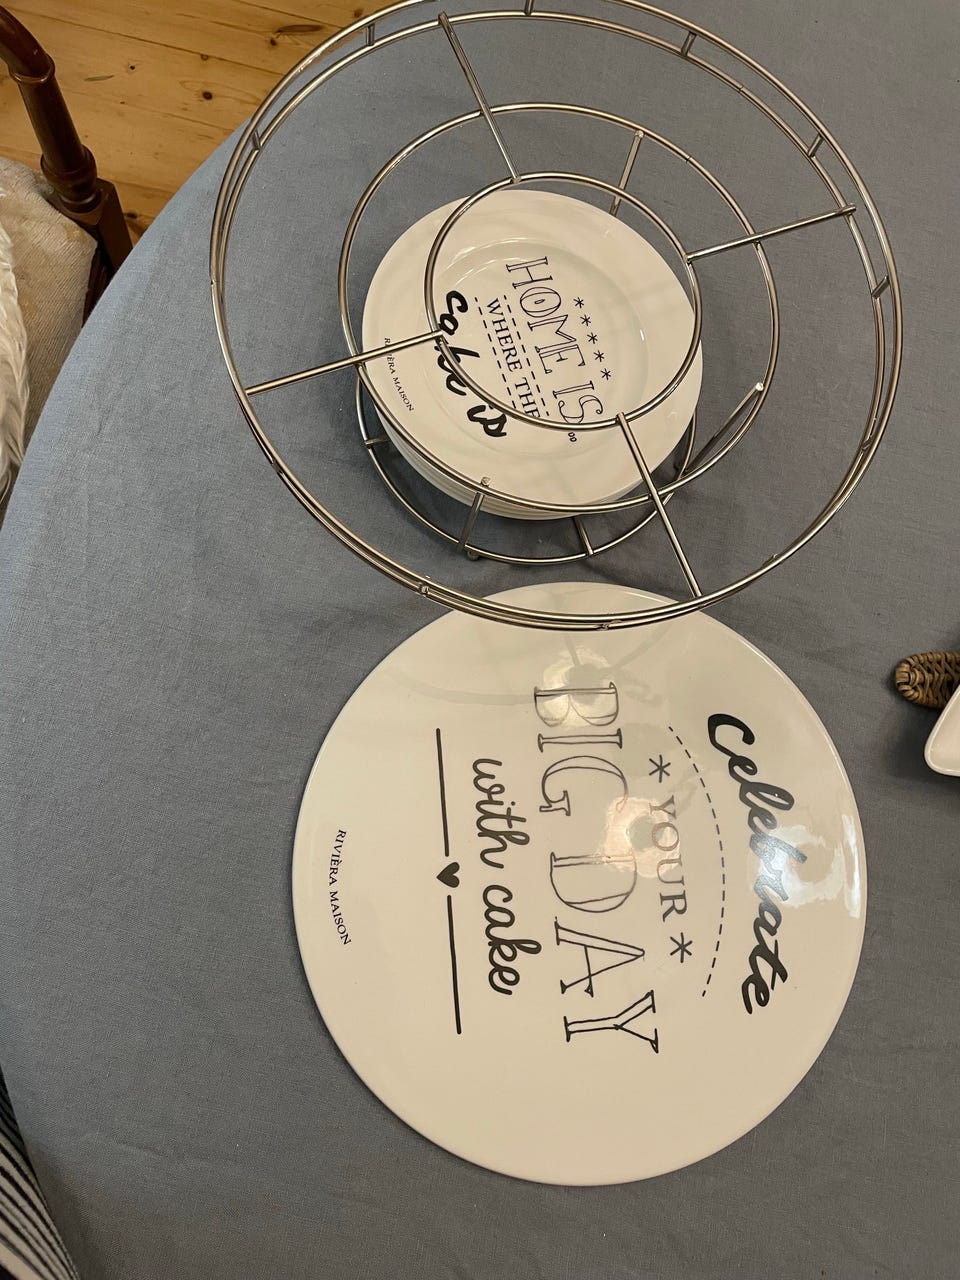 HOME IS
WHERE THE
cake is
RIVIÈRA MAISON
celebrate
* YOUR *
BIG DAY
with cake
RIVIÈRA MAISON